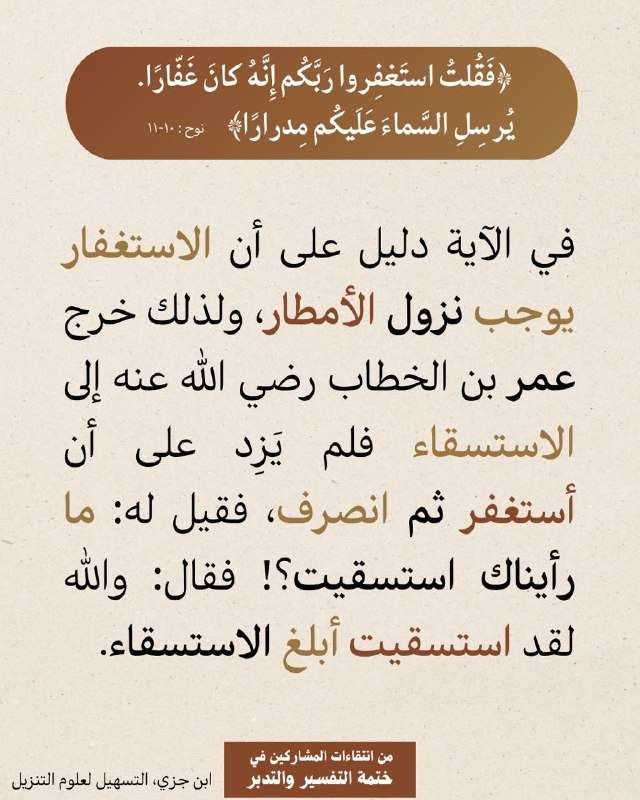 ﴿فَقُلتُ استَغفِروا رَبَّكُم إِنَّهُ كانَ غَفّارًا.
يُرسِلِ السَّماءَ عَلَيكُم مِدرارًا﴾ نوح: ١٠-١١
في الآية دليل على أن الاستغفار
يوجب نزول الأمطار، ولذلك خرج
عمر بن الخطاب رضي الله عنه إلى
الاستسقاء فلم يَزِد على أن
أستغفر ثم انصرف، فقيل له: ما
رأيناك استسقيت؟! فقال: والله
لقد استسقيت أبلغ الاستسقاء.
من انتقاءات المشاركين في
ختمة التفسير والتدبر
ابن جزي، التسهيل لعلوم التنزيل